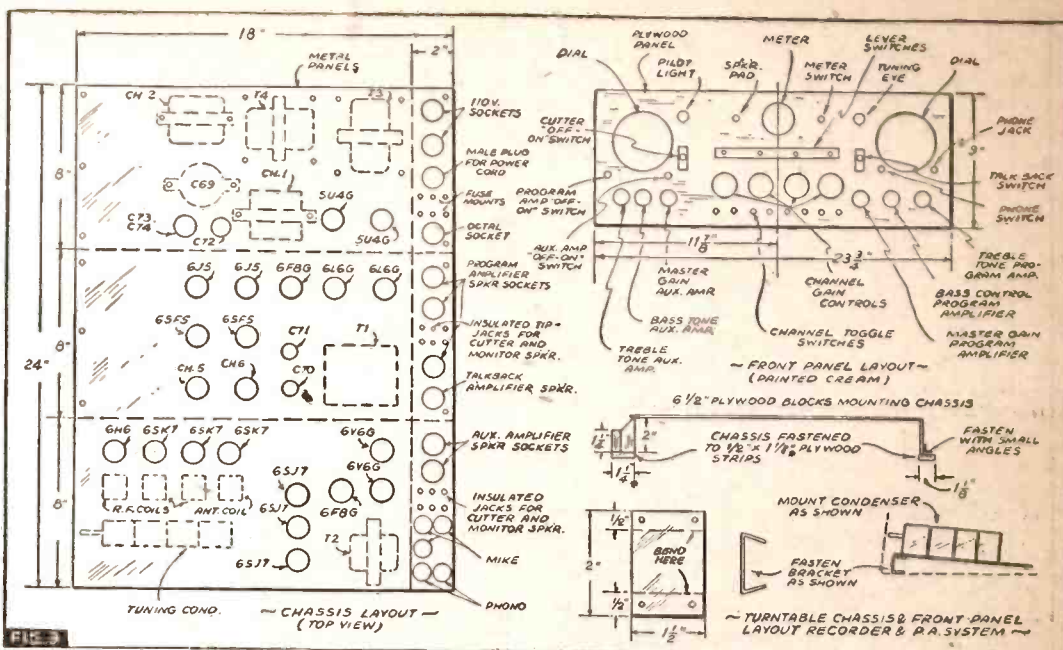 18"
2"
METAL
PANELS
CH 2
T4
T3
110V.
SOCKETS
MALE PLUG
FOR POWER
CORD
FUSE
MOUNTS
OCTAL
SOCKET
8"
C69
CH.1
5U4G
C73
C74
C72
5U4G
24"
8"
6J5
6J5
6F8G
6L6G
6L6G
PROGRAM
AMPLIFIER
SPKR SOCKETS
6SF5
6SF5
C71
T1
INSULATED TIP-
JACKS FOR
CUTTER AND
MONITOR SPKR.
CH.5
CH6
C70
TALKBACK
AMPLIFIER SPKR.
8"
6H6
6SK7
6SK7
6SK7
6V6G
AUX. AMPLIFIER
SPKR SOCKETS
6SJ7
6V6G
R.F. COILS
ANT. COIL
6SJ7
6F8G
INSULATED
JACKS FOR
CUTTER AND
MONITOR SPKR.
6SJ7
T2
MIKE
PHONO
TUNING COND.
~ CHASSIS LAYOUT ~
(TOP VIEW)
DIAL
PLYWOOD
PANEL
PILOT
LIGHT
SPKR.
PAD
METER
METER
SWITCH
LEVER
SWITCHES
TUNING
EYE
DIAL
CUTTER
"OFF-
ON" SWITCH
PHONE
JACK
9"
TALK BACK
SWITCH
PHONE SWITCH
PROGRAM
AMP "OFF-
ON" SWITCH
AUX. AMP
"OFF-ON"
SWITCH
11 7/8"
23 3/4"
MASTER
GAIN
AUX. AMP.
BASS TONE
AUX. AMP.
TREBLE
TONE AUX.
AMP.
CHANNEL
GAIN
CONTROLS
CHANNEL TOGGLE
SWITCHES
TREBLE
TONE PRO-
GRAM AMP.
BASS CONTROL
PROGRAM
AMPLIFIER
MASTER GAIN
PROGRAM
AMPLIFIER
~ FRONT PANEL LAYOUT ~
(PAINTED CREAM)
6 1/2" PLYWOOD BLOCKS MOUNTING CHASSIS
2"
CHASSIS FASTENED
TO 1/2" X 1 1/8" PLYWOOD
STRIPS
1 1/4"
FASTEN
WITH SMALL
ANGLES
1 1/8"
MOUNT CONDENSER
AS SHOWN
1/2"
BEND
HERE
2"
1/2"
1 1/2"
FASTEN
BRACKET
AS SHOWN
~ TURNTABLE CHASSIS & FRONT PANEL
LAYOUT RECORDER & P.A. SYSTEM ~